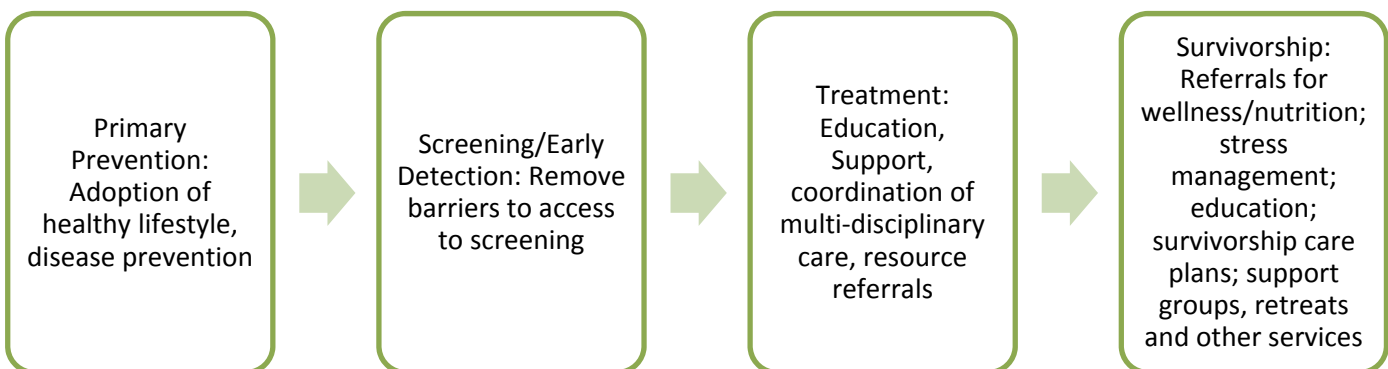 Primary
Prevention:
Adoption of
healthy lifestyle,
disease prevention
Screening/Early
Detection: Remove
barriers to access
to screening
Treatment:
Education,
Support,
coordination of
multi-disciplinary
care, resource
referrals
Survivorship:
Referrals for
wellness/nutrition;
stress
management;
education;
survivorship care
plans; support
groups, retreats
and other services